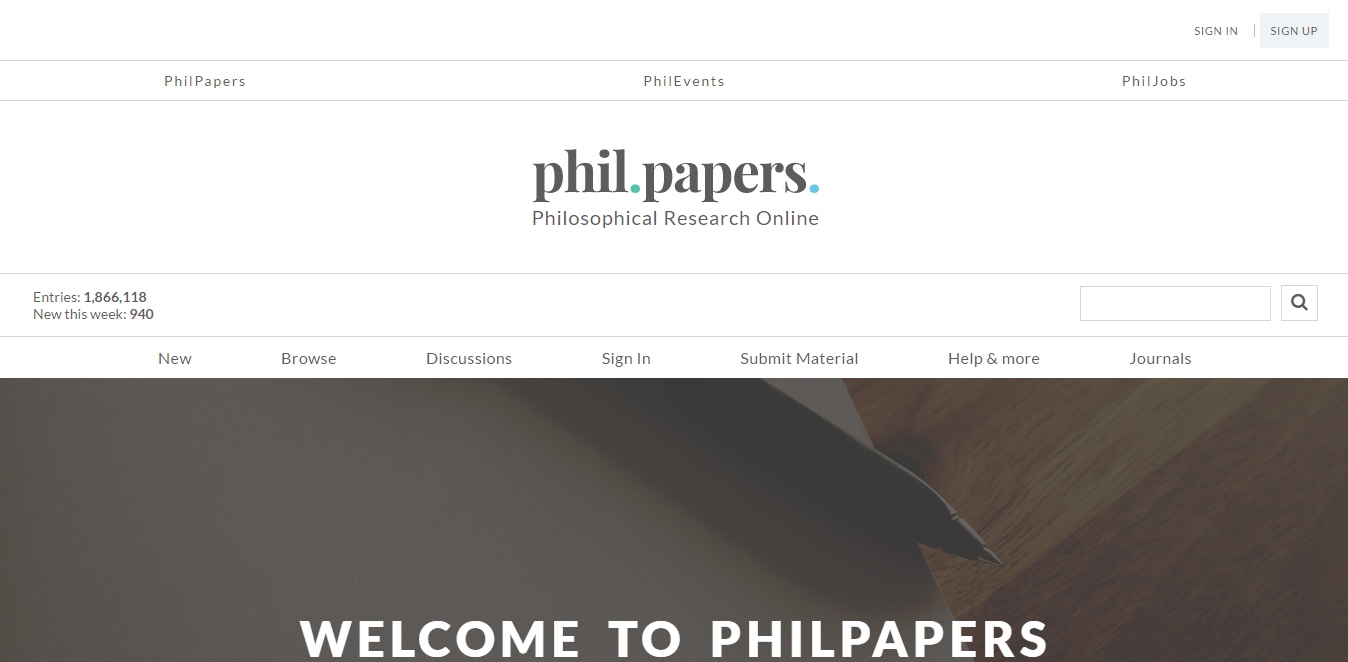 SIGN IN | SIGN UP
PhilPapers PhilEvents PhilJobs
phil.papers.
Philosophical Research Online
Entries: 1,866,118
New this week: 940
New Browse Discussions Sign In Submit Material Help & more Journals
WELCOME TO PHILPAPERS